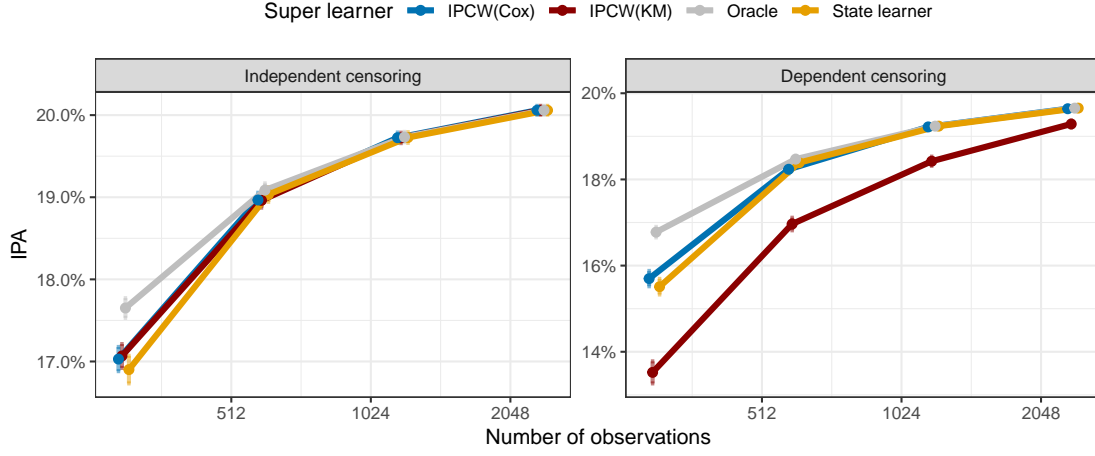 Super learner IPCW(Cox) IPCW(KM) Oracle State learner
Independent censoring
Dependent censoring
IPA
20.0%
19.0%
18.0%
17.0%
512
1024
2048
20%
18%
16%
14%
512
1024
2048
Number of observations